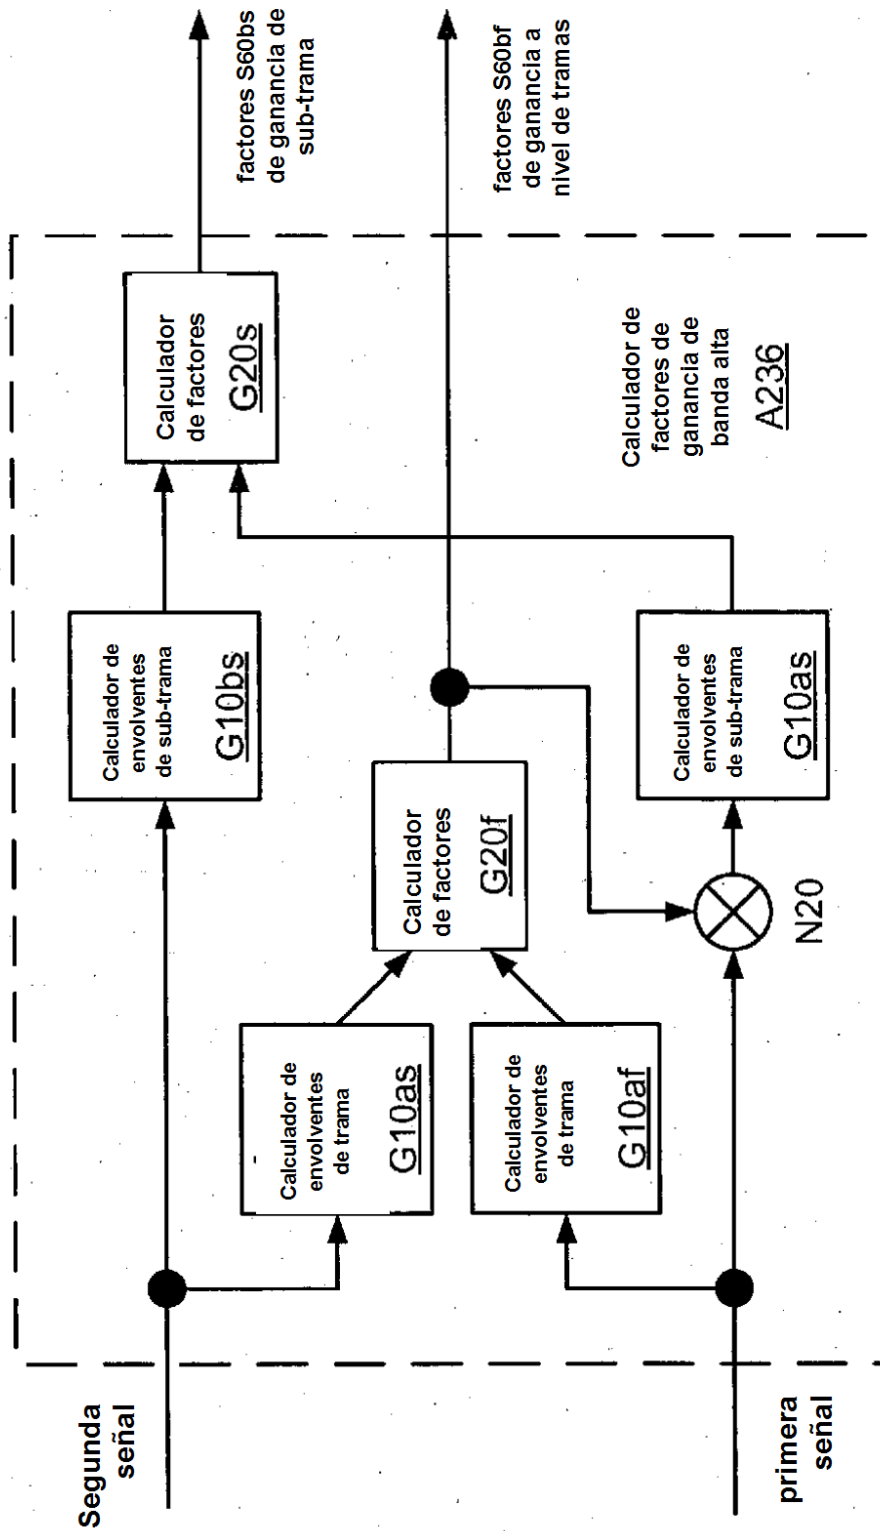 Segunda
señal
primera
señal
Calculador de
envolventes
de trama
G10as
Calculador de
envolventes
de trama
G10af
Calculador
de factores
G20f
N20
Calculador de
envolventes
de sub-trama
G10bs
Calculador de
envolventes
de sub-trama
G10as
Calculador
de factores
G20s
Calculador de
factores de
ganancia de
banda alta
A236
factores S60bs
de ganancia de
sub-trama
factores S60bf
de ganancia a
nivel de tramas